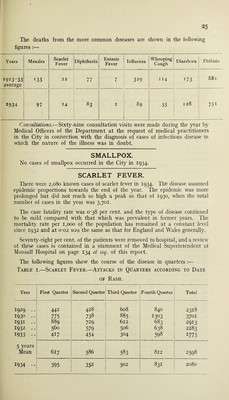 25
The deaths from the more common diseases are shown in the following
figures :—
Years Measles Scarlet Fever Diphtheria Enteric Fever Influenza Whooping Cough Diarrhœa Phthisis
1923-33 average 135 22 77 7 329 114 173 881
1934 97 14 83 2 89 55 128 751
Consultations.—Sixty-nine consultation visits were made during the year by
Medical Officers of the Department at the request of medical practitioners
in the City in connection with the diagnosis of cases of infectious disease in
which the nature of the illness was in doubt.
SMALLPOX.
No cases of smallpox occurred in the City in 1934.
SCARLET FEVER.
There were 2,080 known cases of scarlet fever in 1934. The disease assumed
epidemic proportions towards the end of the year. The epidemic was more
prolonged but did not reach so high a peak as that of 1930, when the total
number of cases in the year was 3,701.
The case fatality rate was 0·58 per cent. and the type of disease continued
to be mild compared with that which was prevalent in former years. The
mortality rate per 1,000 of the population has remained at a constant level
since 1932 and at 0·02 was the same as that for England and Wales generally.
Seventy-eight per cent. of the patients were removed to hospital, and a review
of these cases is contained in a statement of the Medical Superintendent at
Monsall Hospital on page 134 et seq. of this report.
The following figures show the course of the disease in quarters :—
TABLE I.—SCARLET FEVER.—ATTACKS IN QUARTERS ACCORDING TO DATE
OF RASH.
Year First Quarter Second Quarter Third Quarter Fourth Quarter Total
1929 .. 442 428 608 840 2318
1930 .. 775 738 885 1303 3701
1931 .. 889 729 612 683 2913
1932 .. 560 579 506 638 2283
1933 .. 417 454 304 598 1773
5 years Mean 617 586 583 812 2598
1934 .. 395 352 502 831 2080